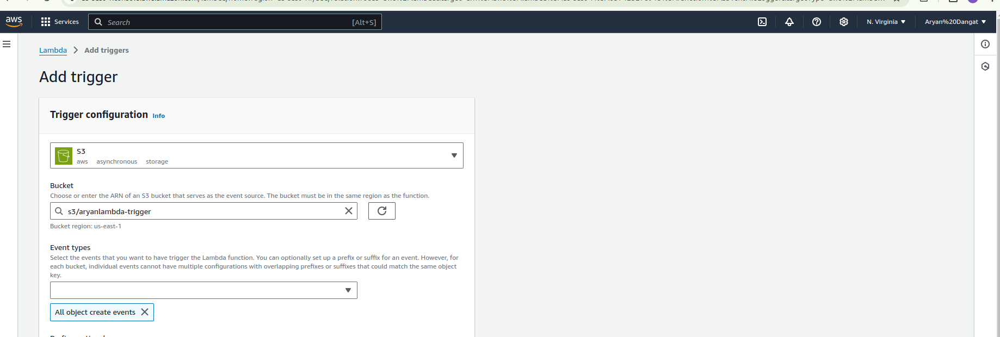 aws Services Search [Alt+S] N. Virginia Aryan%20Dangat
Lambda Add triggers
Add trigger
Trigger configuration Info
S3
aws asynchronous storage
Bucket
Choose or enter the ARN of an S3 bucket that serves as the event source. The bucket must be in the same region as the function.
s3/aryanlambda-trigger
Bucket region: us-east-1
Event types
Select the events that you want to have trigger the Lambda function. You can optionally set up a prefix or suffix for an event. However, for
each bucket, individual events cannot have multiple configurations with overlapping prefixes or suffixes that could match the same object
key.
All object create events